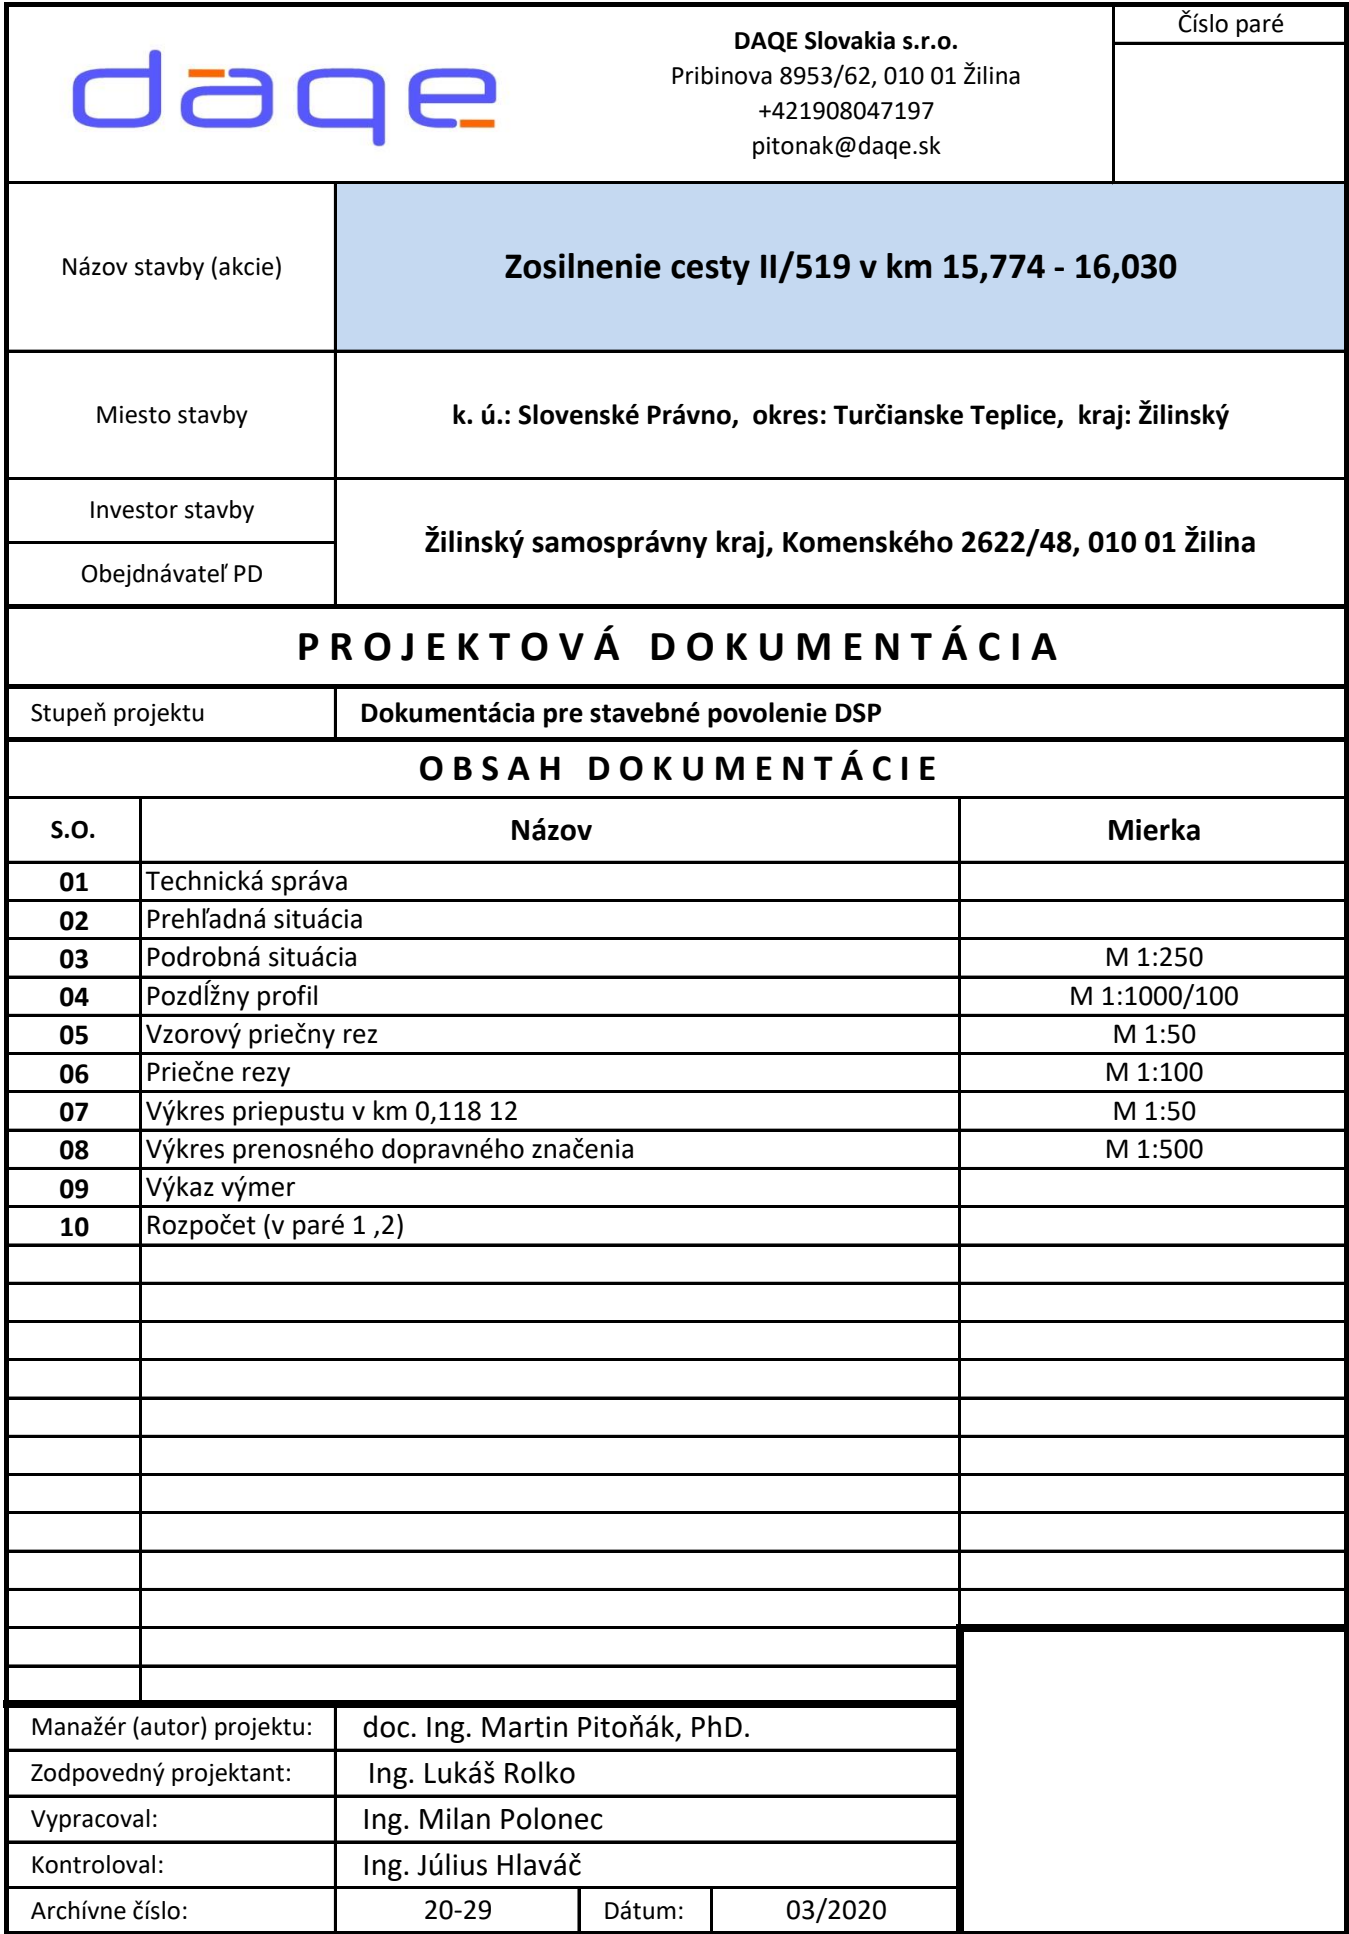 daqe
DAQE Slovakia s.r.o.
Pribinova 8953/62, 010 01 Žilina
+421908047197
pitonak@daqe.sk
Číslo paré
Názov stavby (akcie)
Zosilnenie cesty II/519 v km 15,774 - 16,030
Miesto stavby
k. ú.: Slovenské Právno, okres: Turčianske Teplice, kraj: Žilinský
Investor stavby
Obejdnávateľ PD
Žilinský samosprávny kraj, Komenského 2622/48, 010 01 Žilina
PROJEKTOVÁ DOKUMENTÁCIA
Stupeň projektu Dokumentácia pre stavebné povolenie DSP
OBSAH DOKUMENTÁCIE
S.O. Názov Mierka
01 Technická správa
02 Prehľadná situácia
03 Podrobná situácia M 1:250
04 Pozdĺžny profil M 1:1000/100
05 Vzorový priečny rez M 1:50
06 Priečne rezy M 1:100
07 Výkres priepustu v km 0,118 12 M 1:50
08 Výkres prenosného dopravného značenia M 1:500
09 Výkaz výmer
10 Rozpočet (v paré 1 ,2)
Manažér (autor) projektu: doc. Ing. Martin Pitoňák, PhD.
Zodpovedný projektant: Ing. Lukáš Rolko
Vypracoval: Ing. Milan Polonec
Kontroloval: Ing. Július Hlaváč
Archívne číslo: 20-29 Dátum: 03/2020